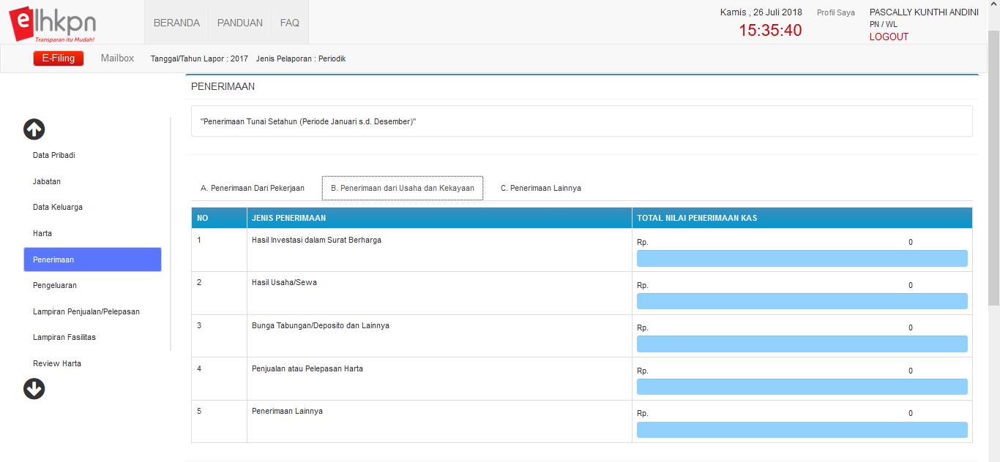 elhkpn
Transparan itu Mudah!
BERANDA PANDUAN FAQ
Kamis , 26 Juli 2018 Profil Saya PASCALLY KUNTHI ANDINI
PN / WL
15:35:40
LOGOUT
E-Filing Mailbox Tanggal/Tahun Lapor : 2017 Jenis Pelaporan : Periodik
PENERIMAAN
"Penerimaan Tunai Setahun (Periode Januari s.d. Desember)"
Data Pribadi
Jabatan
Data Keluarga
Harta
Penerimaan
Pengeluaran
Lampiran Penjualan/Pelepasan
Lampiran Fasilitas
Review Harta
A. Penerimaan Dari Pekerjaan B. Penerimaan dari Usaha dan Kekayaan C. Penerimaan Lainnya
NO JENIS PENERIMAAN TOTAL NILAI PENERIMAAN KAS
1 Hasil Investasi dalam Surat Berharga Rp. 0
2 Hasil Usaha/Sewa Rp. 0
3 Bunga Tabungan/Deposito dan Lainnya Rp. 0
4 Penjualan atau Pelepasan Harta Rp. 0
5 Penerimaan Lainnya Rp. 0